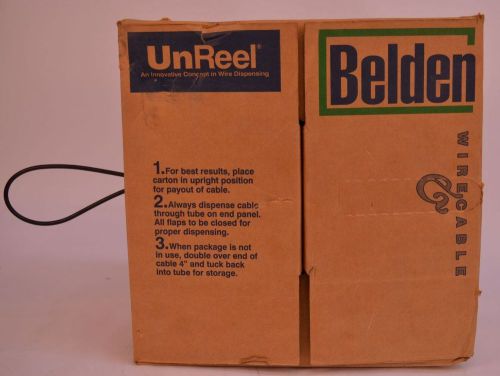 UnReel®
An Innovative Concept in Wire Dispensing
1. For best results, place
carton in upright position
for payout of cable.
2. Always dispense cable
through tube on end panel.
All flaps to be closed for
proper dispensing.
3. When package is not
in use, double over end of
cable 4" and tuck back
into tube for storage.
Belden
WIRE & CABLE